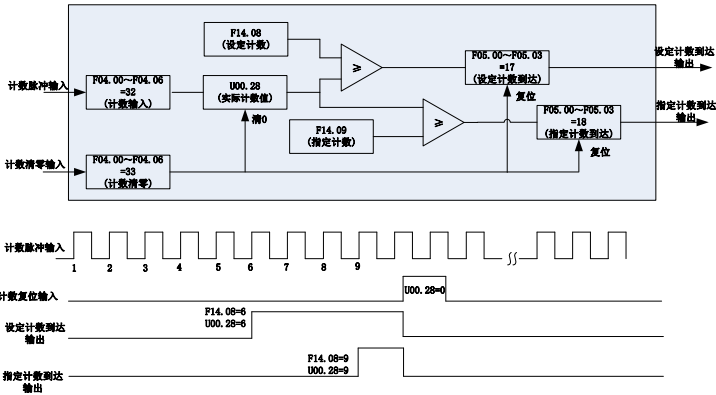 F14.08
(设定计数)
F05.00～F05.03
=17
(设定计数到达)
设定计数到达
输出
计数脉冲输入
F04.00～F04.06
=32
(计数输入)
U00.28
(实际计数值)
≥
复位
指定计数到达
输出
F05.00～F05.03
=18
(指定计数到达)
清0
F14.09
(指定计数)
≥
复位
计数清零输入
F04.00～F04.06
=33
(计数清零)
计数脉冲输入
1 2 3 4 5 6 7 8 9
计数复位输入
U00.28=0
设定计数到达
输出
F14.08=6
U00.28=6
指定计数到达
输出
F14.08=9
U00.28=9